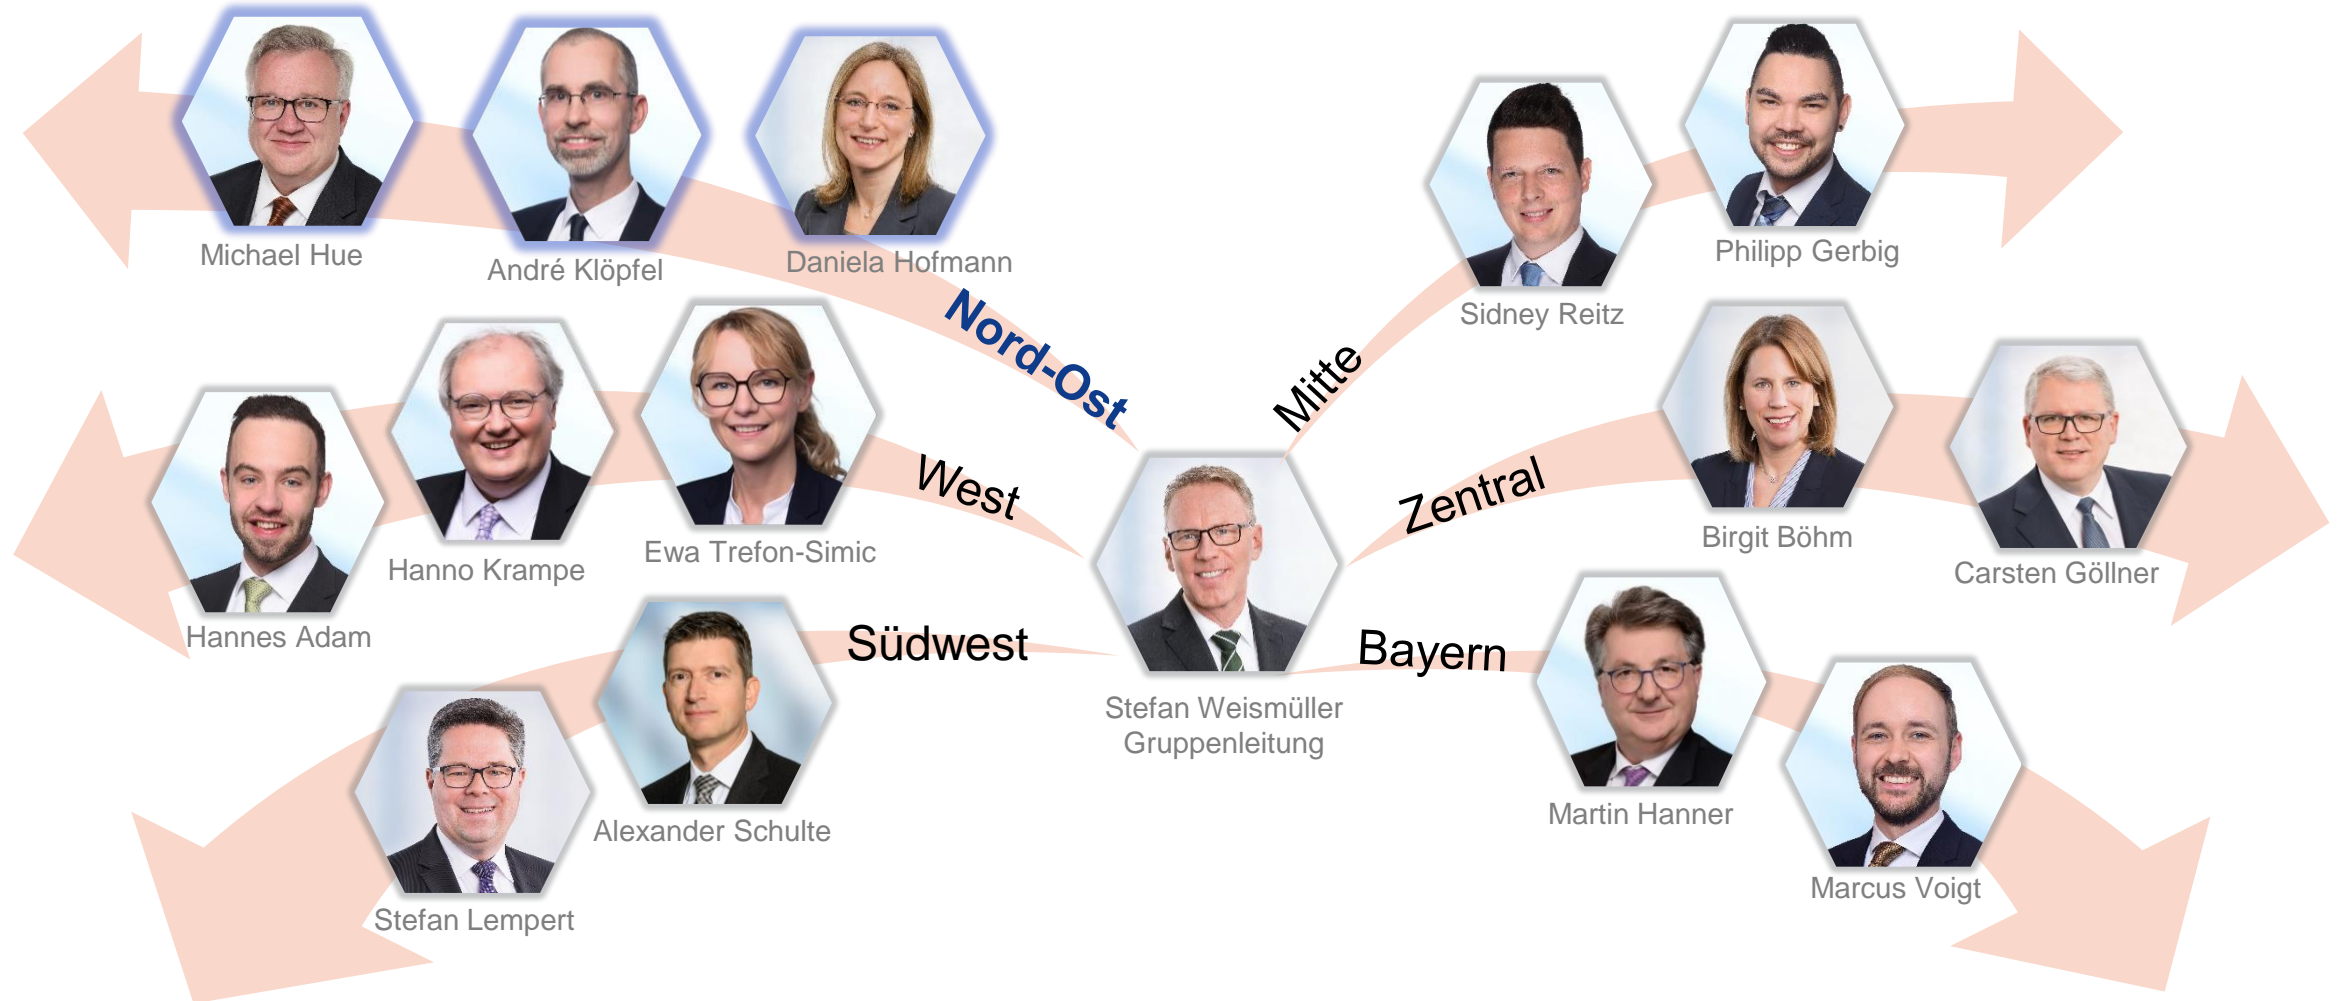 Michael Hue
André Klöpfel
Daniela Hofmann
Nord-Ost
Hannes Adam
Hanno Krampe
Ewa Trefon-Simic
West
Stefan Lempert
Alexander Schulte
Südwest
Stefan Weismüller
Gruppenleitung
Mitte
Sidney Reitz
Philipp Gerbig
Zentral
Birgit Böhm
Carsten Göllner
Bayern
Martin Hanner
Marcus Voigt